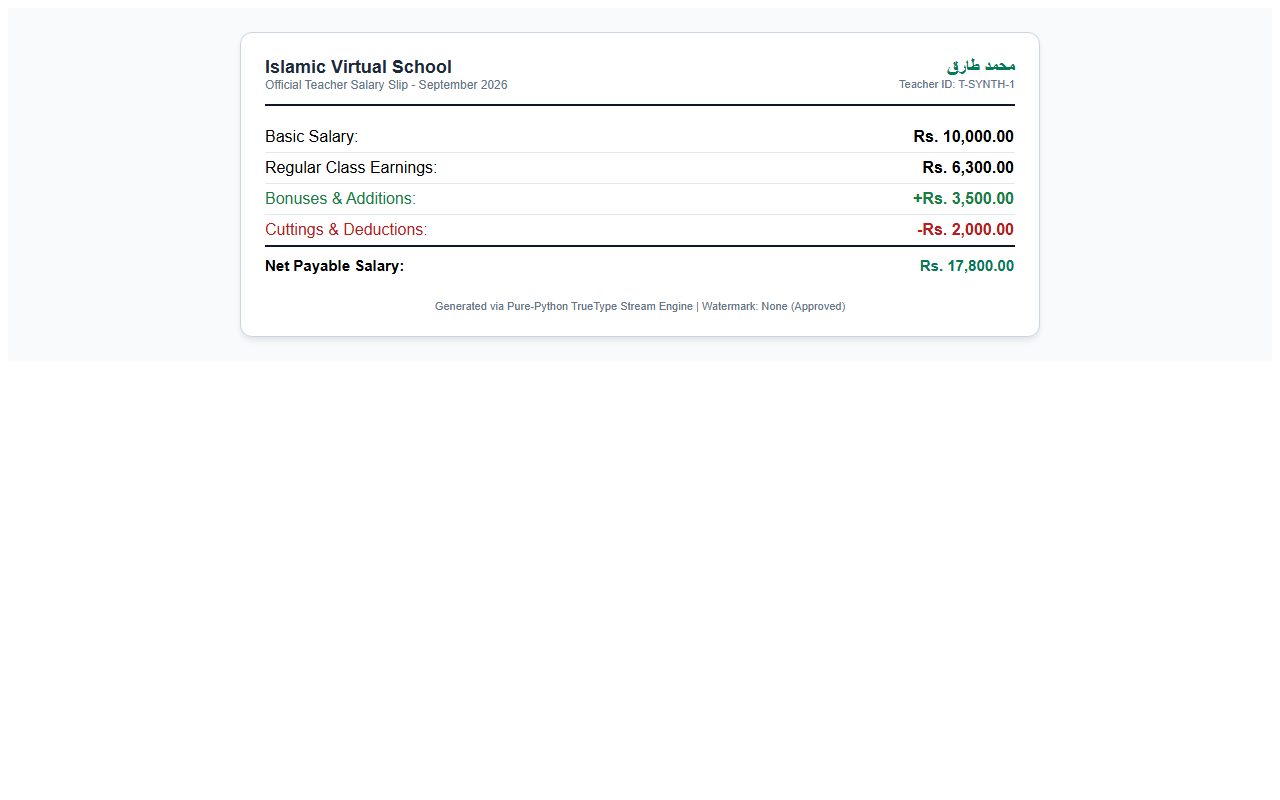 Islamic Virtual School
محمد طارق
Official Teacher Salary Slip - September 2026
Teacher ID: T-SYNTH-1
Basic Salary: Rs. 10,000.00
Regular Class Earnings: Rs. 6,300.00
Bonuses & Additions: +Rs. 3,500.00
Cuttings & Deductions: -Rs. 2,000.00
Net Payable Salary: Rs. 17,800.00
Generated via Pure-Python TrueType Stream Engine | Watermark: None (Approved)